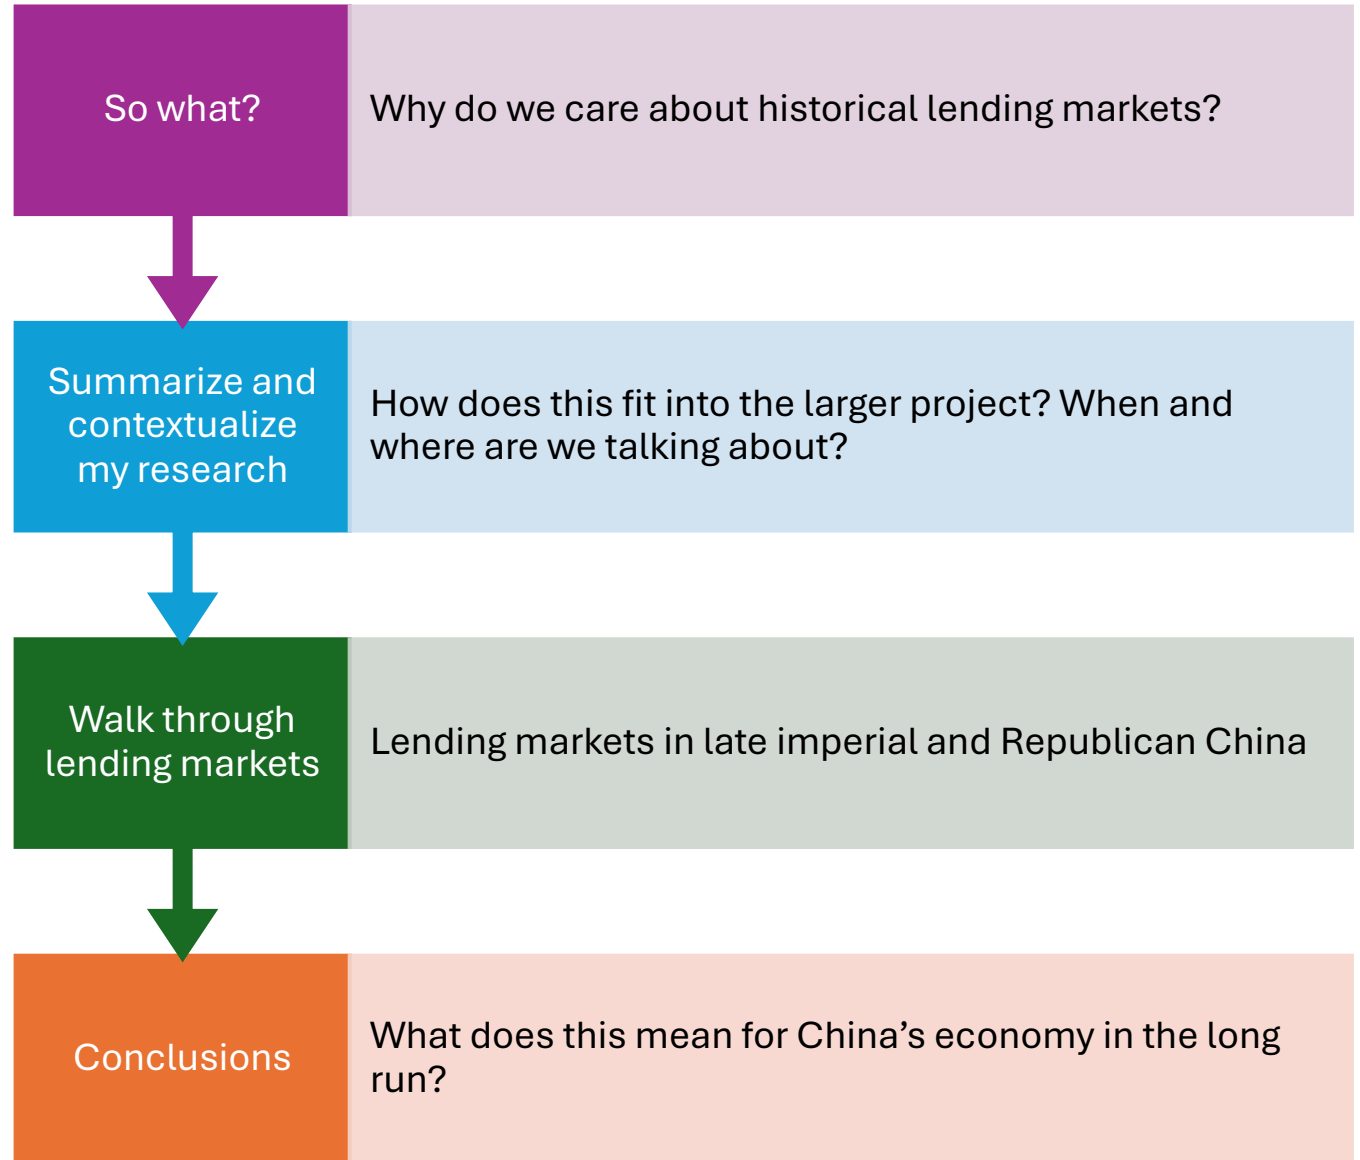 So what?
Why do we care about historical lending markets?
Summarize and
contextualize
my research
How does this fit into the larger project? When and
where are we talking about?
Walk through
lending markets
Lending markets in late imperial and Republican China
Conclusions
What does this mean for China’s economy in the long
run?